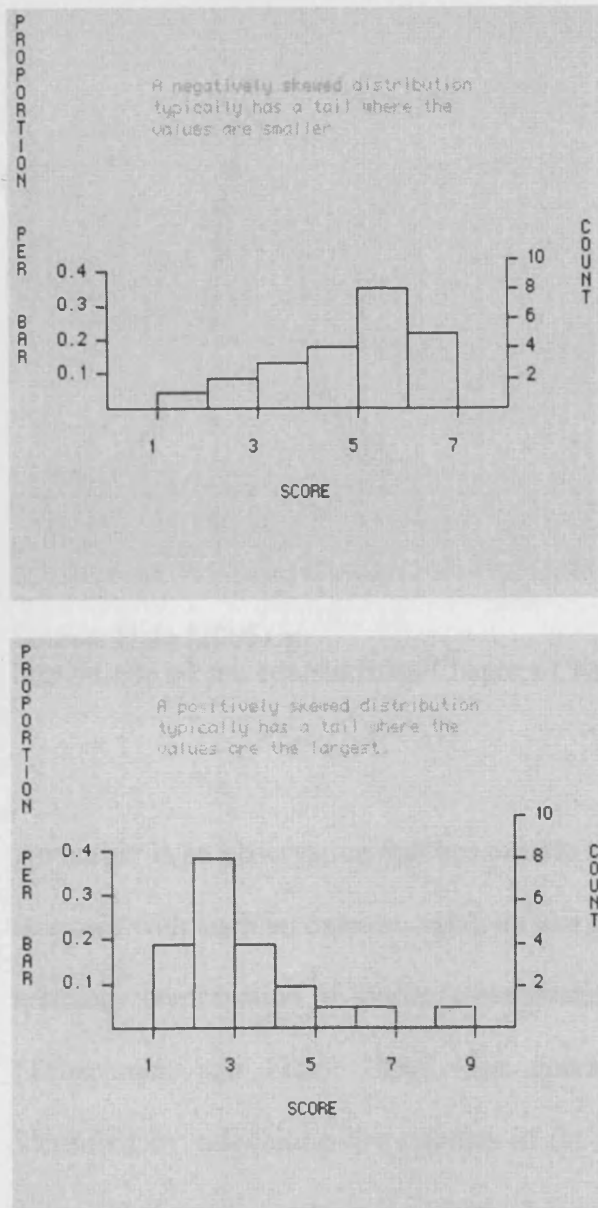 PROPORTION PER BAR
A negatively skewed distribution
typically has a tail where the
values are smaller
COUNT
0.4
0.3
0.2
0.1
10
8
6
4
2
1 3 5 7
SCORE
PROPORTION PER BAR
A positively skewed distribution
typically has a tail where the
values are the largest.
COUNT
0.4
0.3
0.2
0.1
10
8
6
4
2
1 3 5 7 9
SCORE